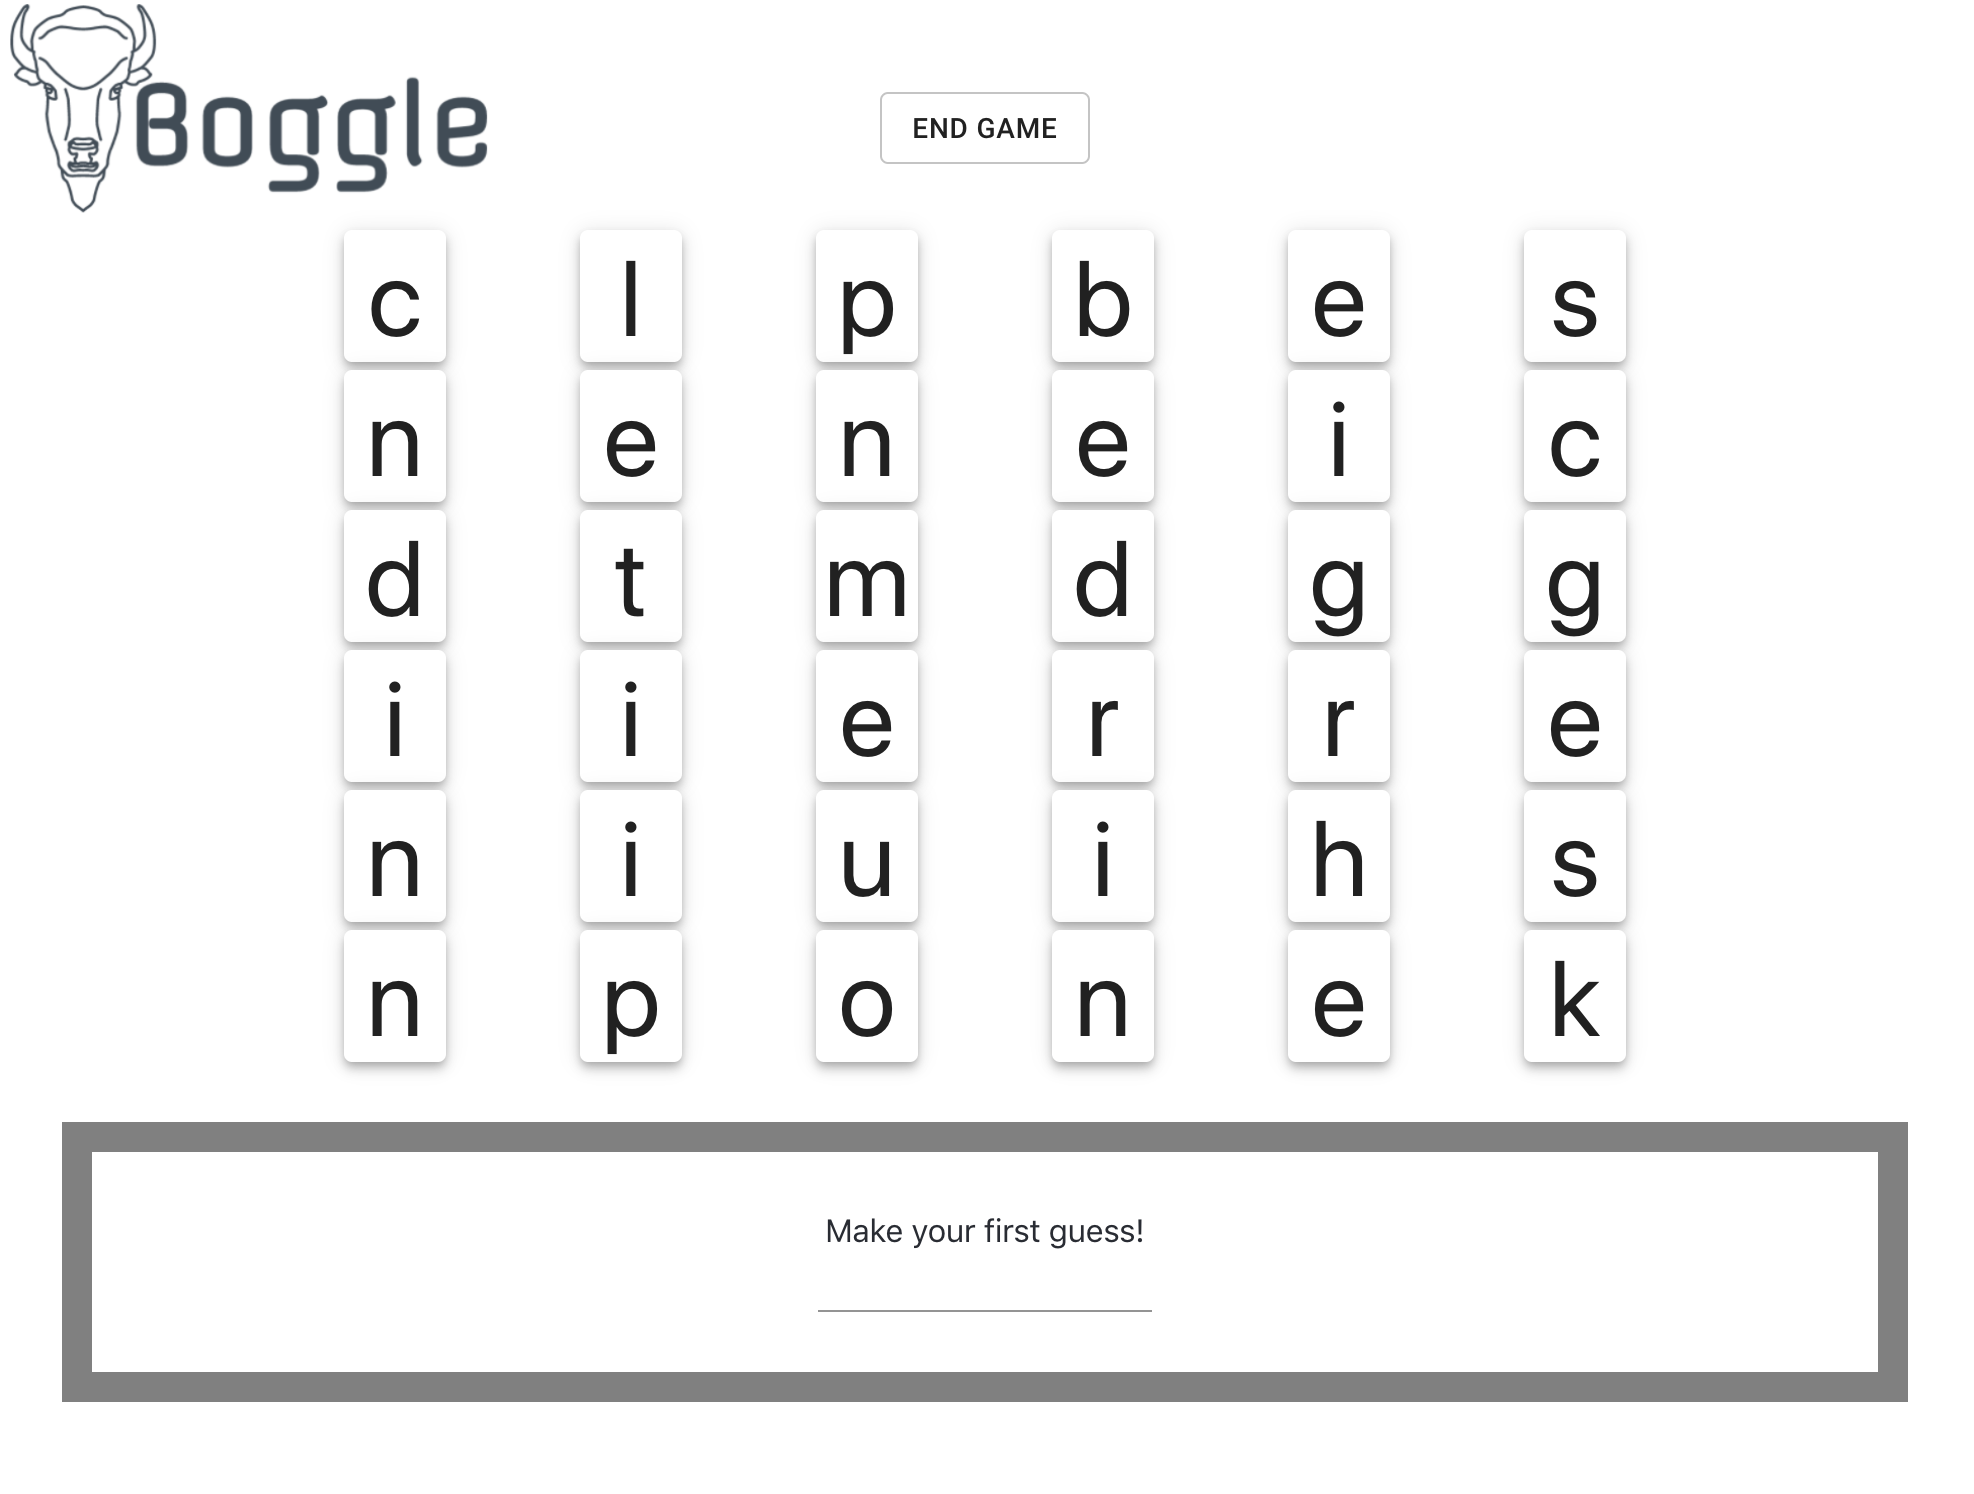 Boggle
END GAME
c l p b e s
n e n e i c
d t m d g g
i i e r r e
n i u i h s
n p o n e k
Make your first guess!